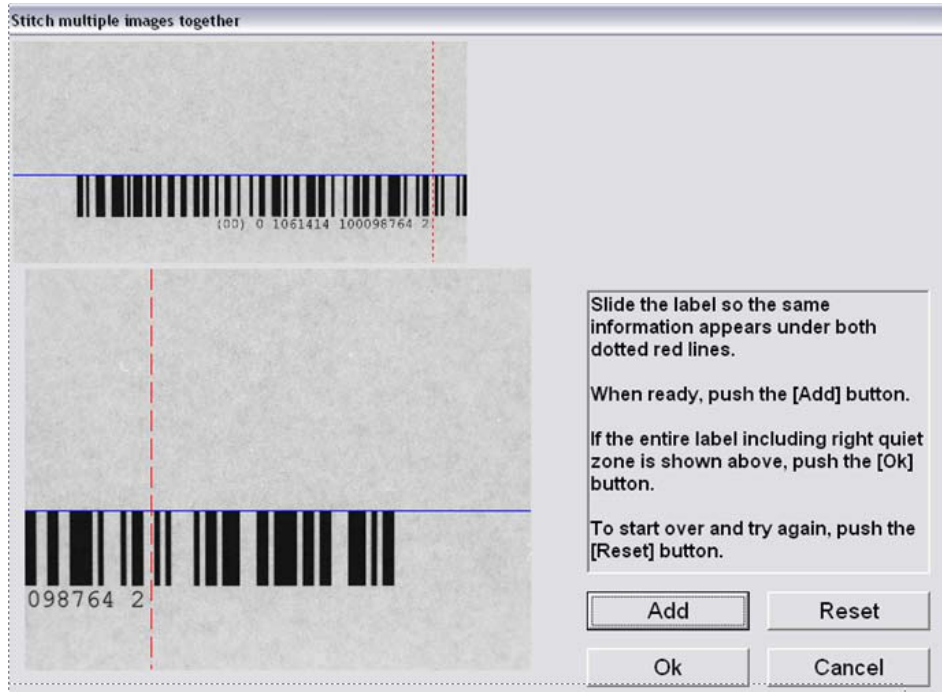 Stitch multiple images together
(00) 0 1061414 100098764 2
098764 2
Slide the label so the same
information appears under both
dotted red lines.
When ready, push the [Add] button.
If the entire label including right quiet
zone is shown above, push the [Ok]
button.
To start over and try again, push the
[Reset] button.
Add
Reset
Ok
Cancel